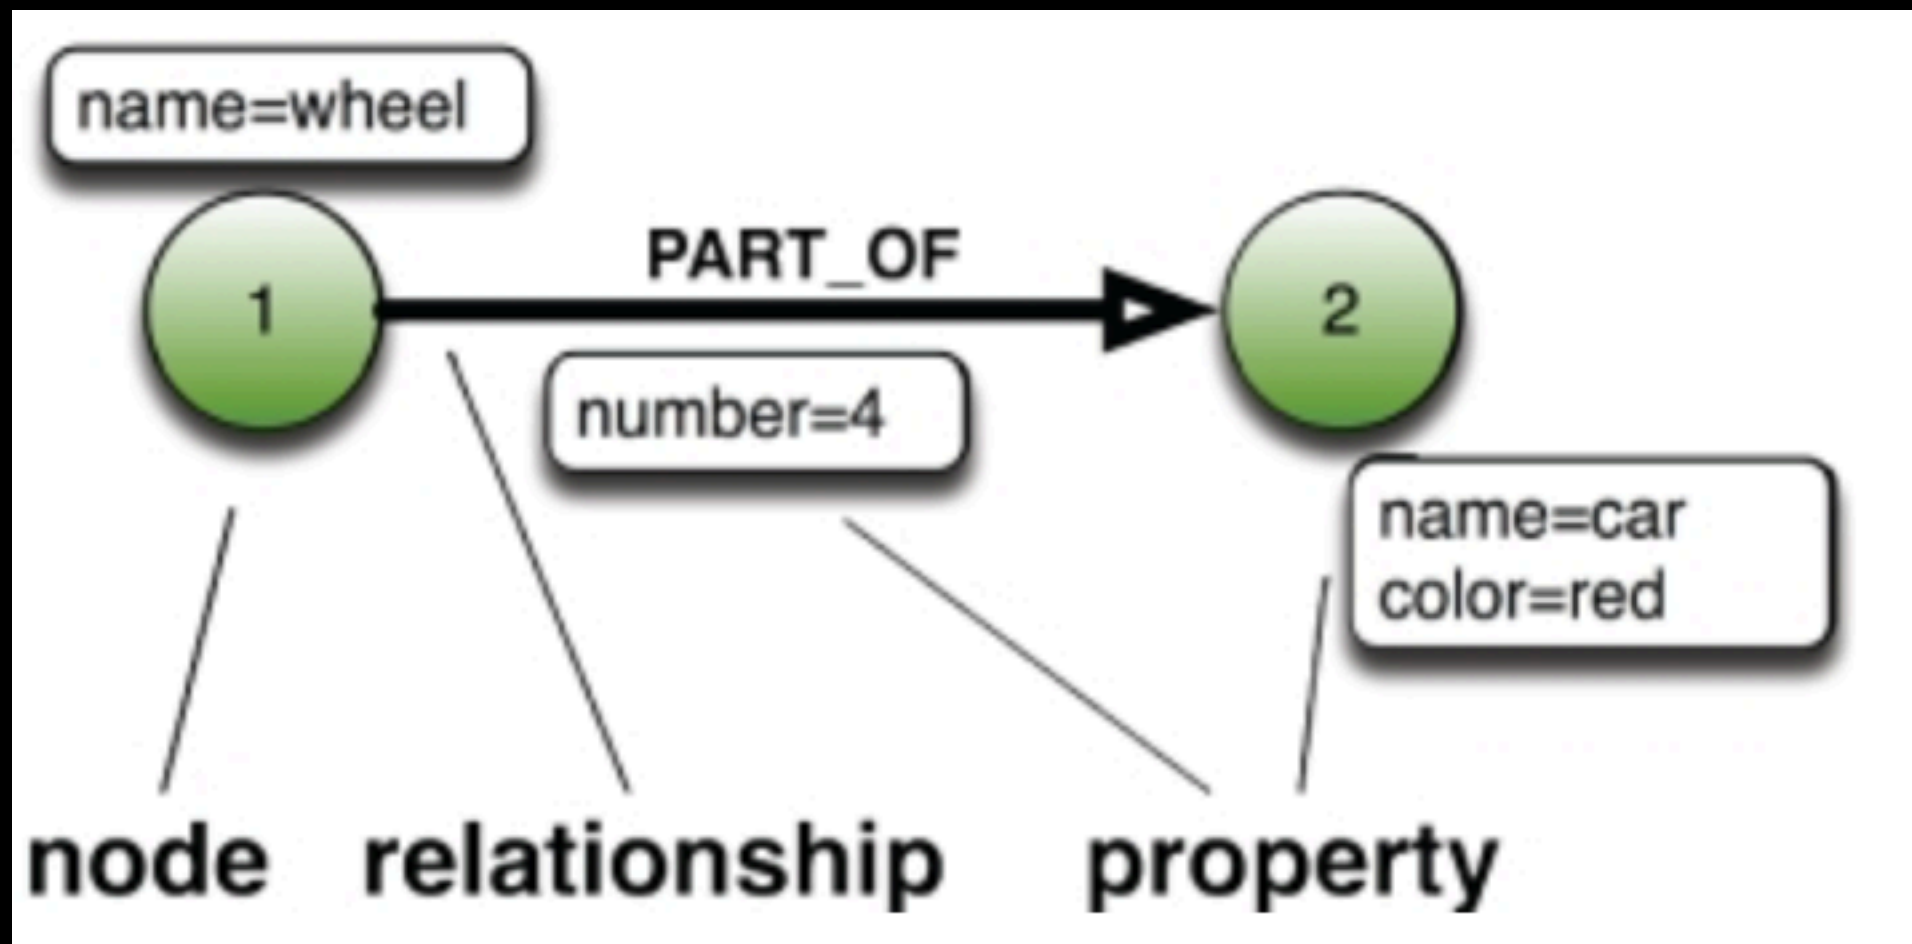 name=wheel
1
PART_OF
2
number=4
name=car
color=red
node
relationship
property